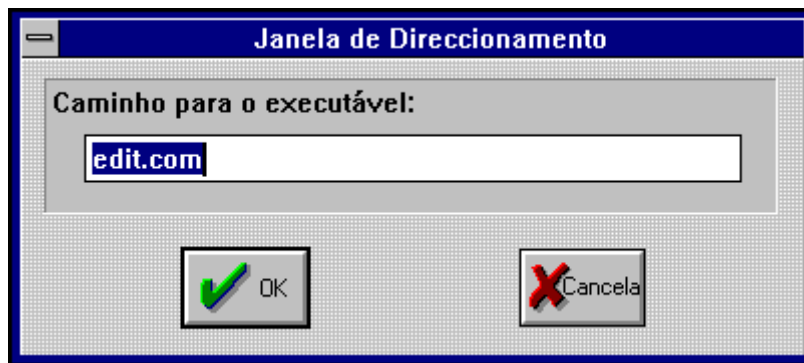 Janela de Direccionamento
Caminho para o executável:
edit.com
OK
Cancela